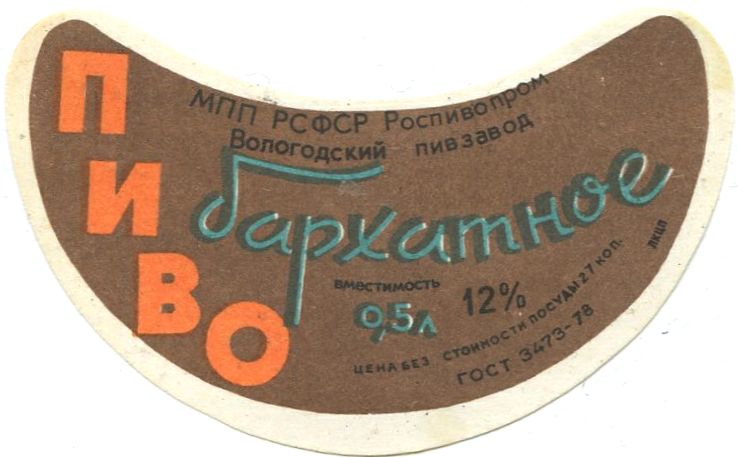 ПИВО
МПП РСФСР Роспивопром
Вологодский пивзавод
бархатное
вместимость
0,5л
12%
ЦЕНА БЕЗ СТОИМОСТИ ПОСУДЫ 27 КОП.
ГОСТ 3473-78
ЛКЦП